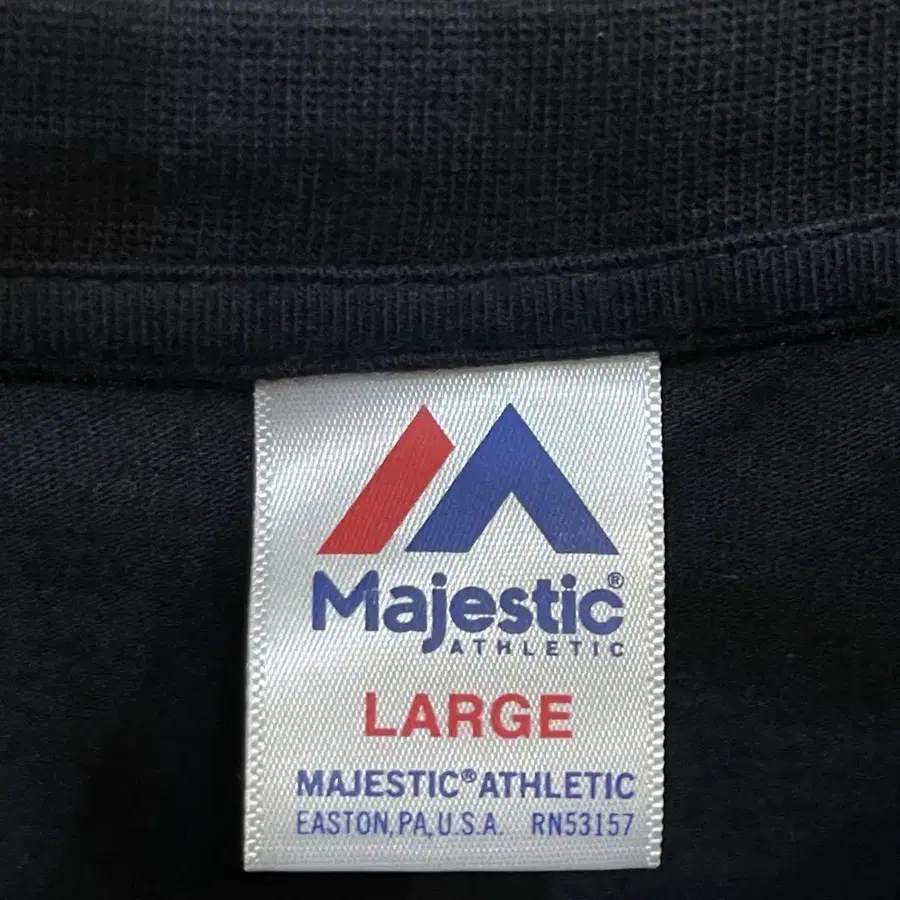 Majestic®
ATHLETIC
LARGE
MAJESTIC® ATHLETIC
EASTON, PA, U.S.A. RN53157